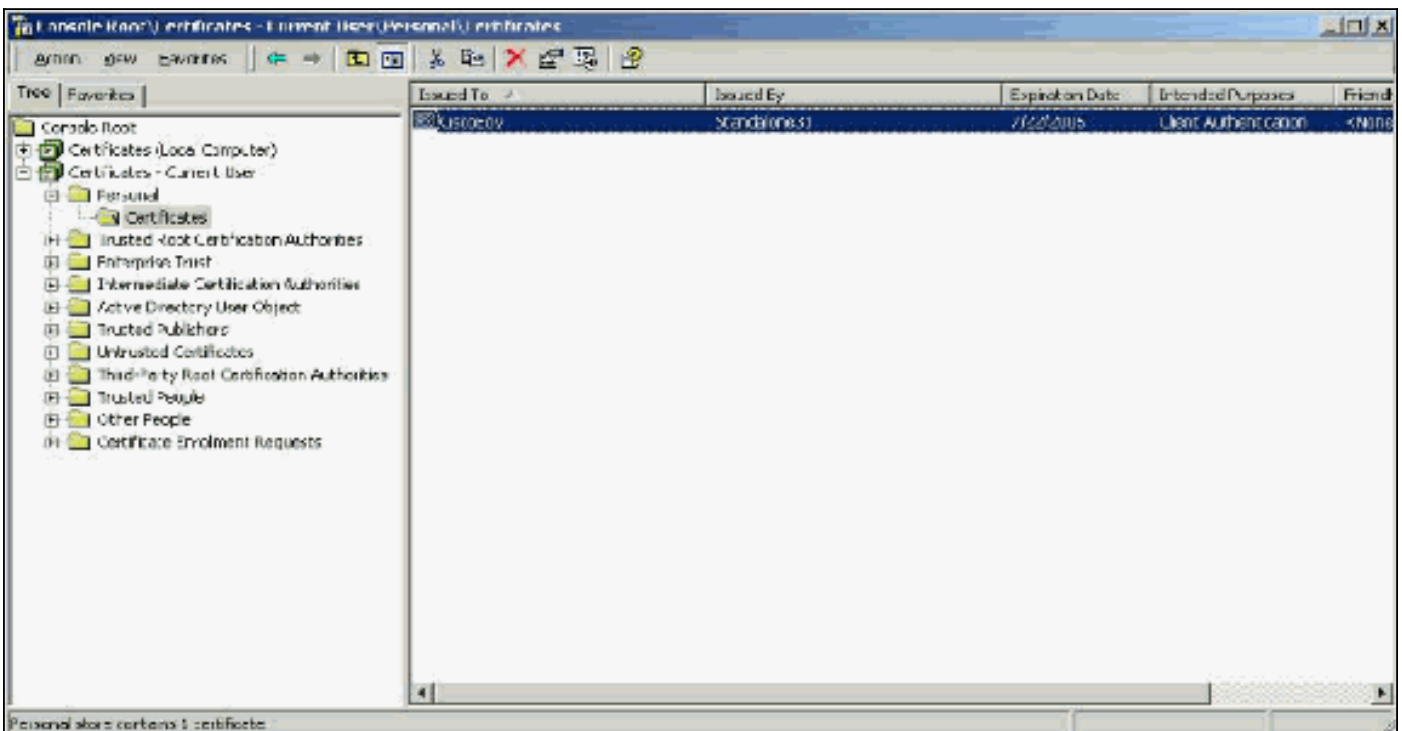 Console Root\Certificates - Current User\Personal\Certificates
Action View Favorites
Tree Favorites
Issued To Issued By Expiration Date Intended Purposes Friend
Console Root
Certificates (Local Computer)
Certificates - Current User
Personal
Certificates
Trusted Root Certification Authorities
Enterprise Trust
Intermediate Certification Authorities
Active Directory User Object
Trusted Publishers
Untrusted Certificates
Third-Party Root Certification Authorities
Trusted People
Other People
Certificate Enrollment Requests
Client Authentication <None
Personal store contains 1 certificate